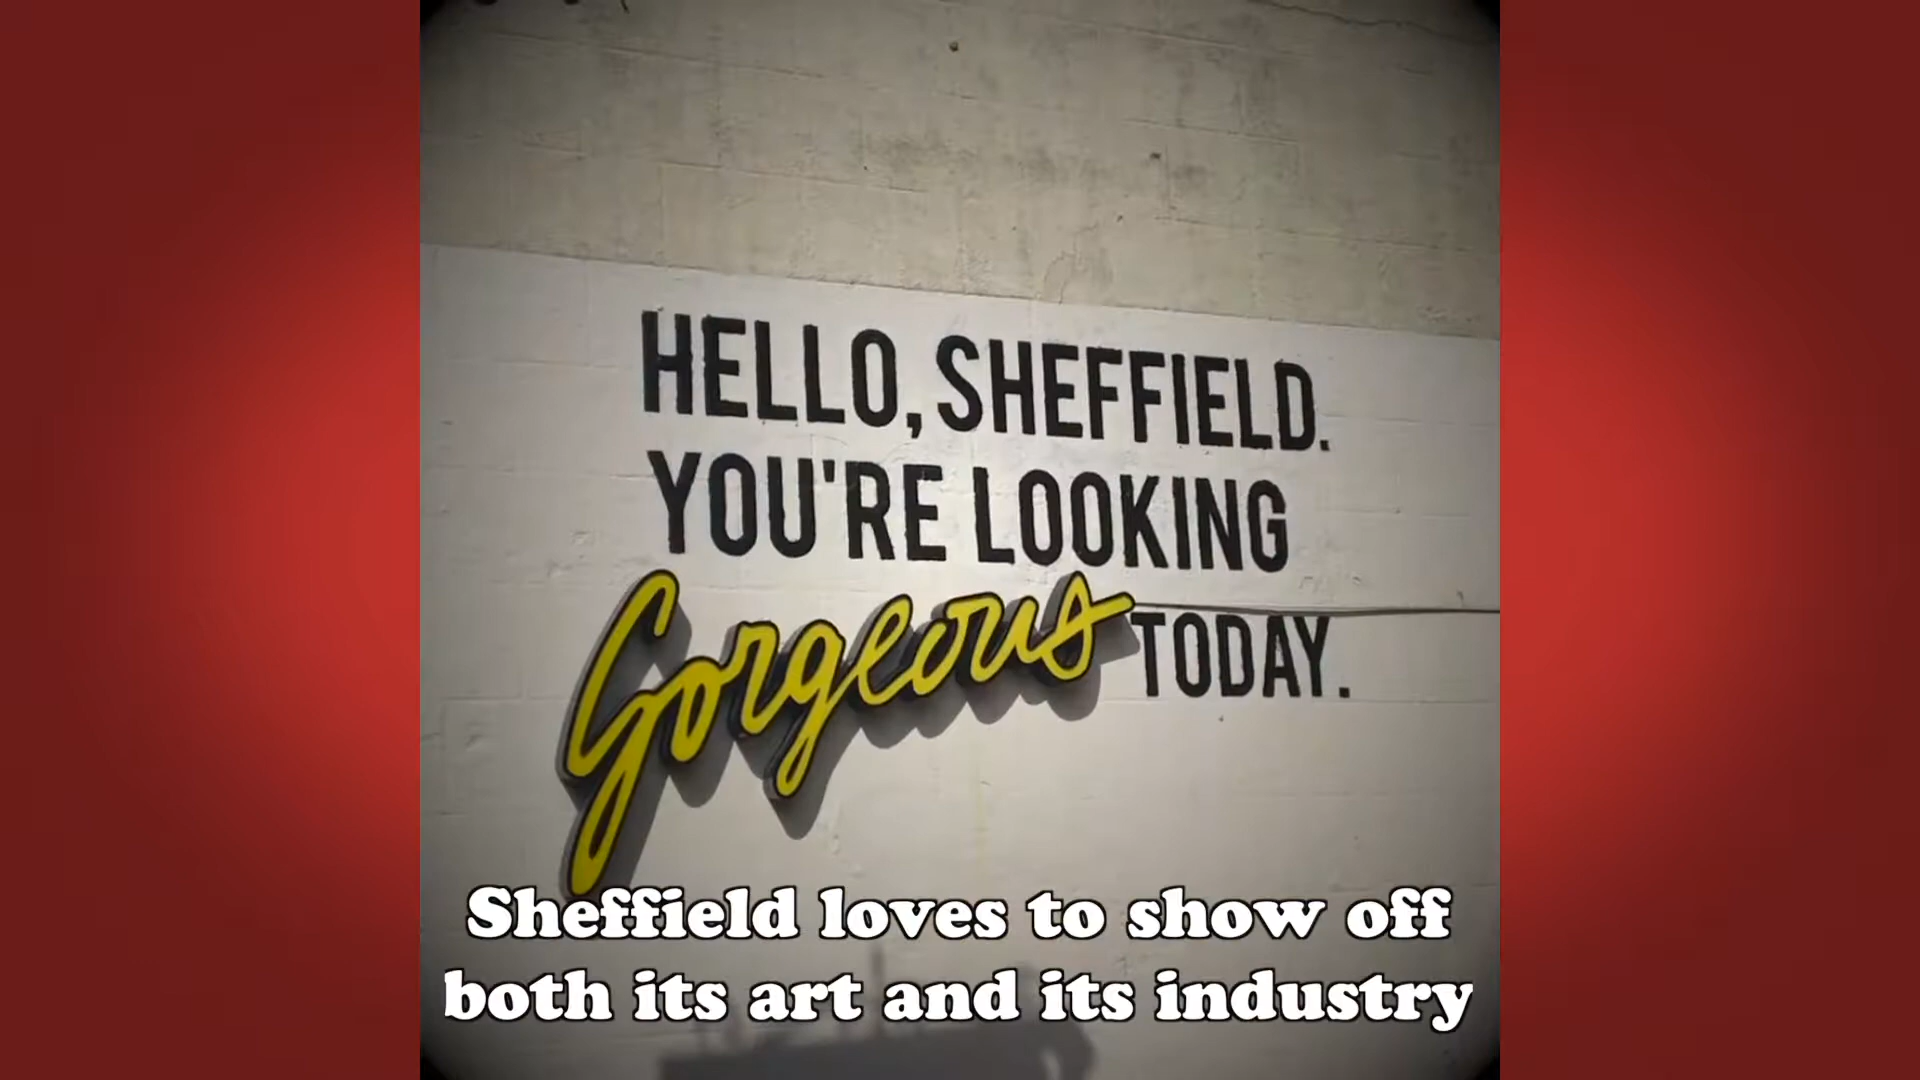 HELLO, SHEFFIELD.
YOU'RE LOOKING
Gorgeous TODAY.
Sheffield loves to show off
both its art and its industry